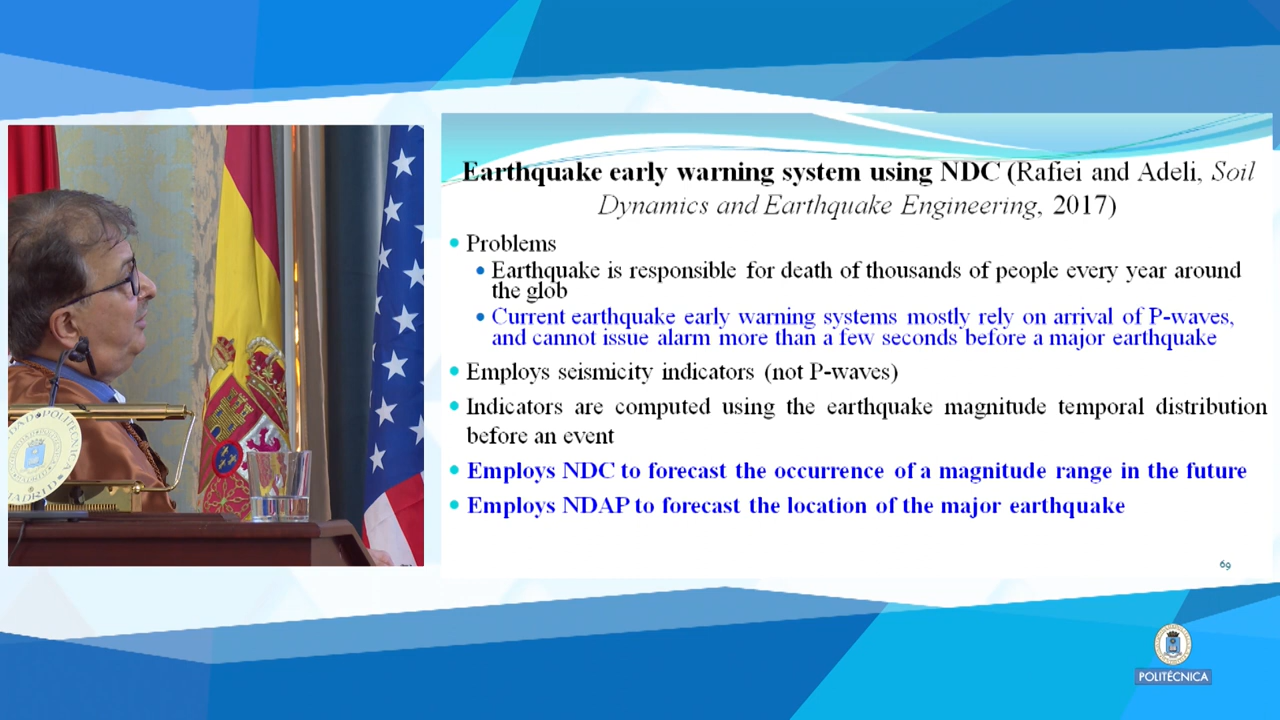 Earthquake early warning system using NDC (Rafiei and Adeli, Soil
Dynamics and Earthquake Engineering, 2017)
• Problems
• Earthquake is responsible for death of thousands of people every year around
the glob
• Current earthquake early warning systems mostly rely on arrival of P-waves,
and cannot issue alarm more than a few seconds before a major earthquake
• Employs seismicity indicators (not P-waves)
• Indicators are computed using the earthquake magnitude temporal distribution
before an event
• Employs NDC to forecast the occurrence of a magnitude range in the future
• Employs NDAP to forecast the location of the major earthquake
69
POLITÉCNICA